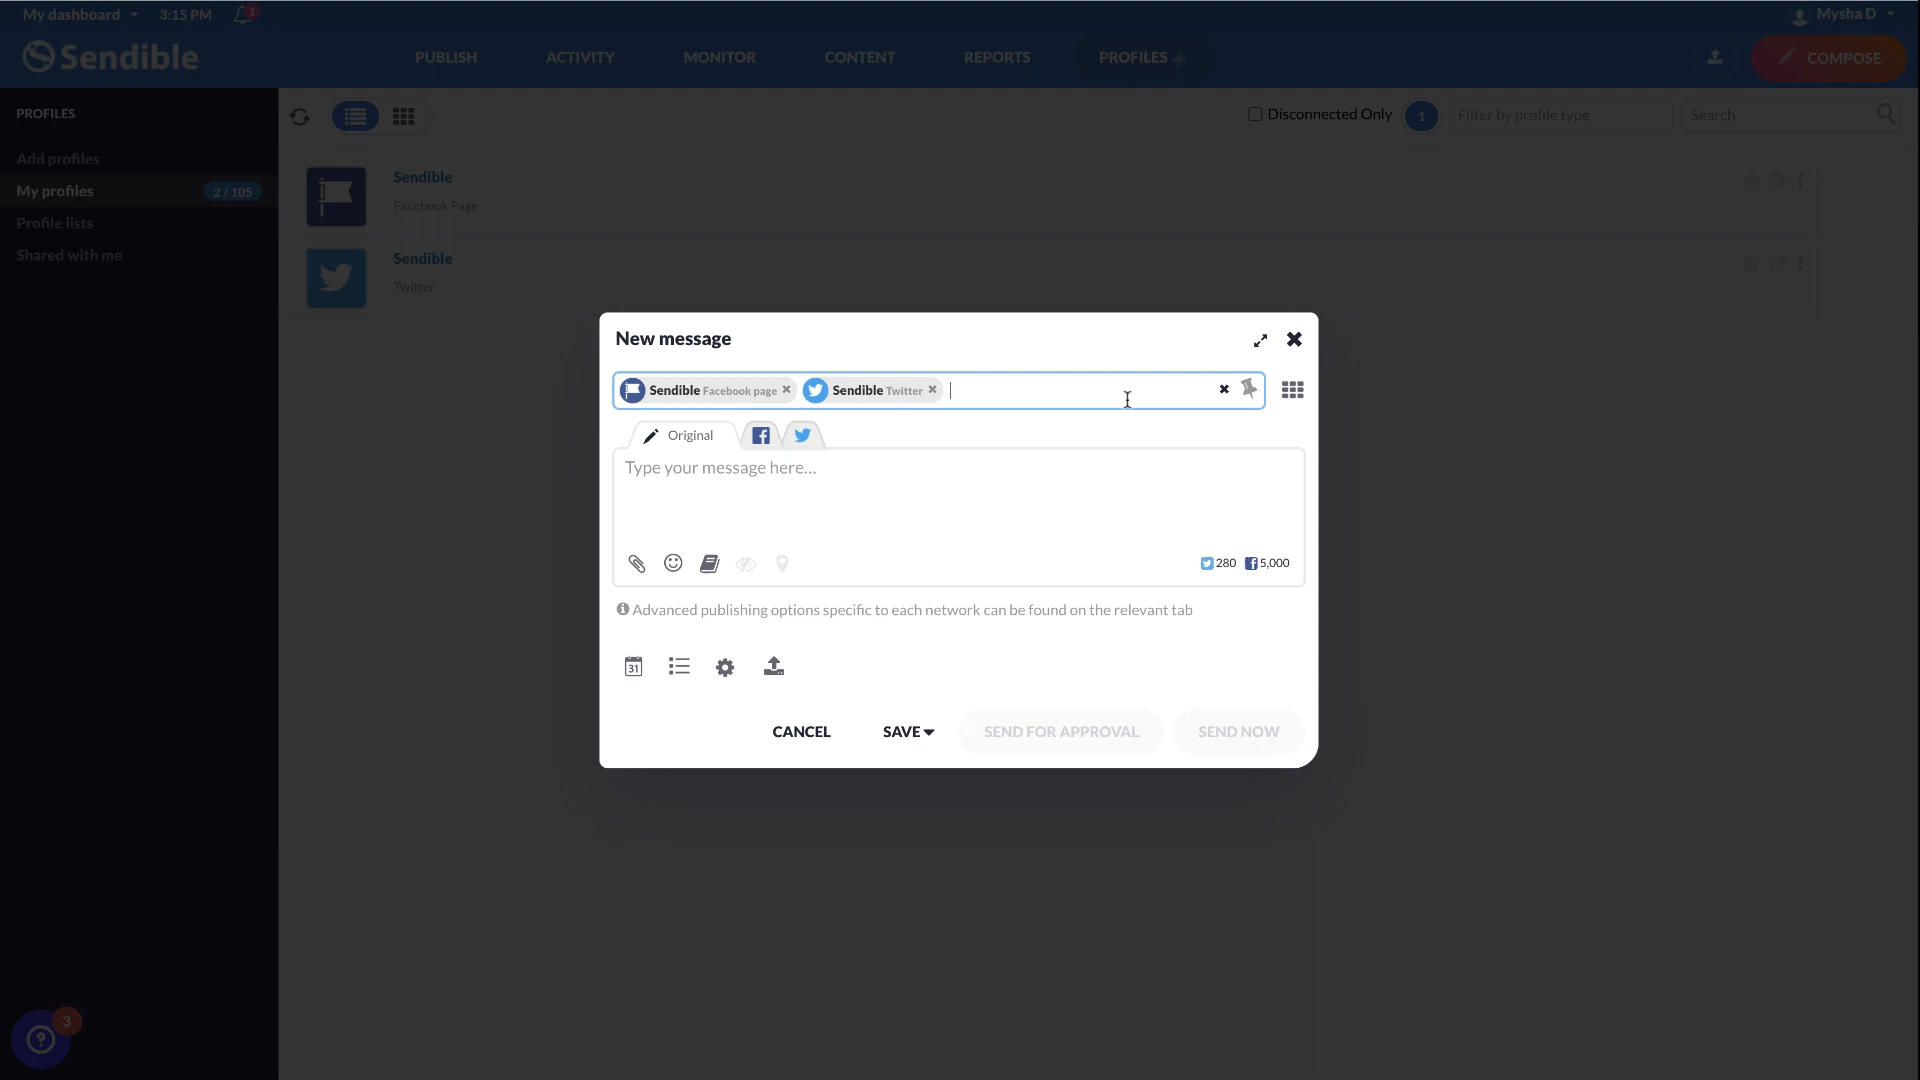 My dashboard 3:15 PM 1 Mysha D
Sendible PUBLISH ACTIVITY MONITOR CONTENT REPORTS PROFILES + COMPOSE
PROFILES
Disconnected Only 1 Filter by profile type Search
Add profiles
My profiles 2 / 105
Profile lists
Shared with me
Sendible
Facebook Page
Sendible
Twitter
New message
Sendible Facebook page Sendible Twitter
Original
Type your message here...
280 5,000
Advanced publishing options specific to each network can be found on the relevant tab
31
CANCEL SAVE SEND FOR APPROVAL SEND NOW
3